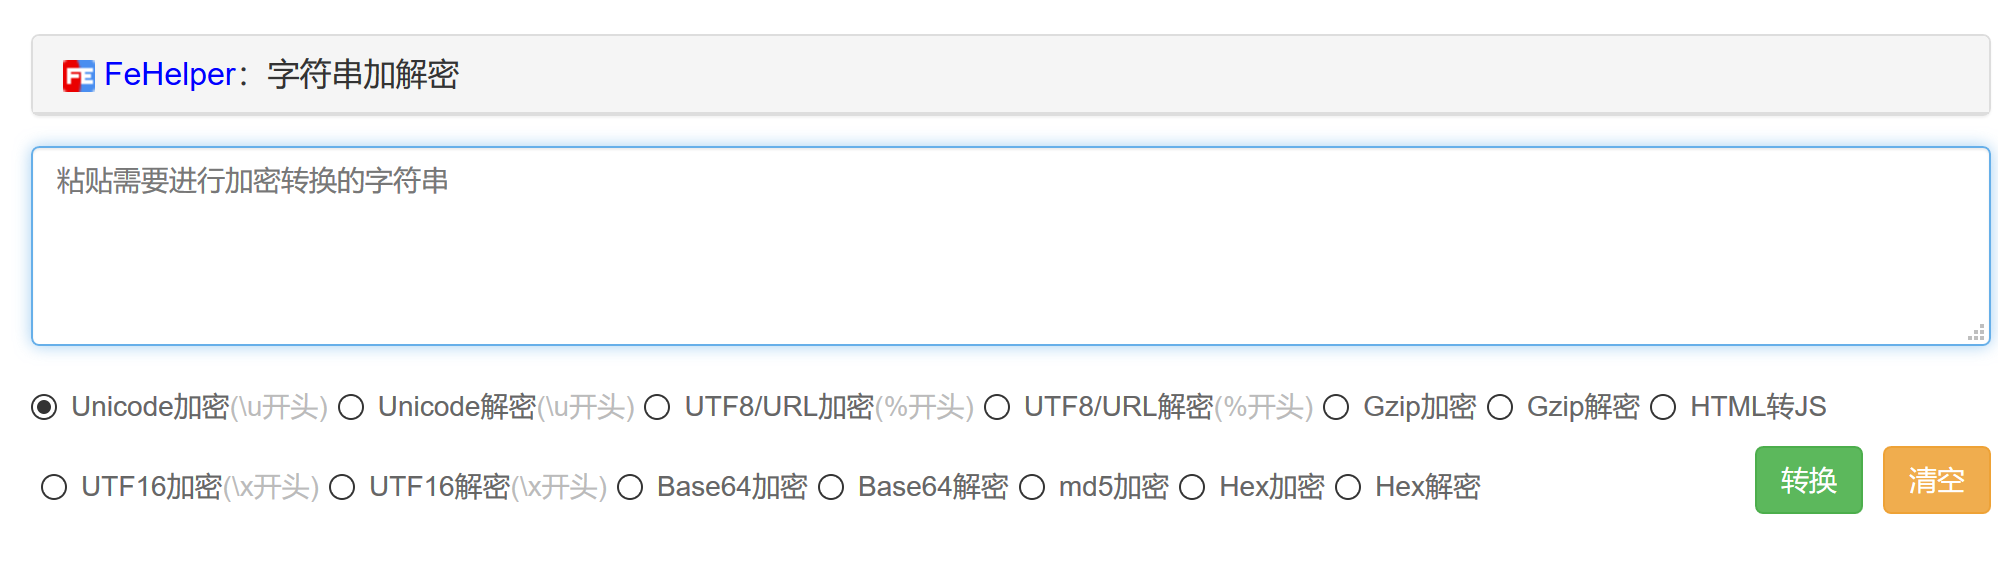 FE FeHelper：字符串加解密
粘贴需要进行加密转换的字符串
Unicode加密(\u开头) Unicode解密(\u开头) UTF8/URL加密(%开头) UTF8/URL解密(%开头) Gzip加密 Gzip解密 HTML转JS
UTF16加密(\x开头) UTF16解密(\x开头) Base64加密 Base64解密 md5加密 Hex加密 Hex解密 转换 清空